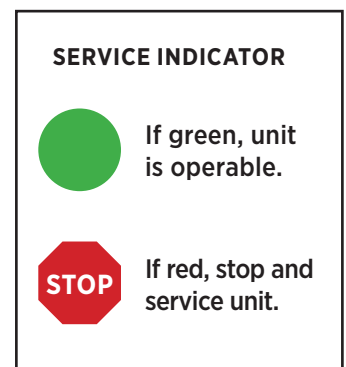 SERVICE INDICATOR
If green, unit
is operable.
STOP
If red, stop and
service unit.